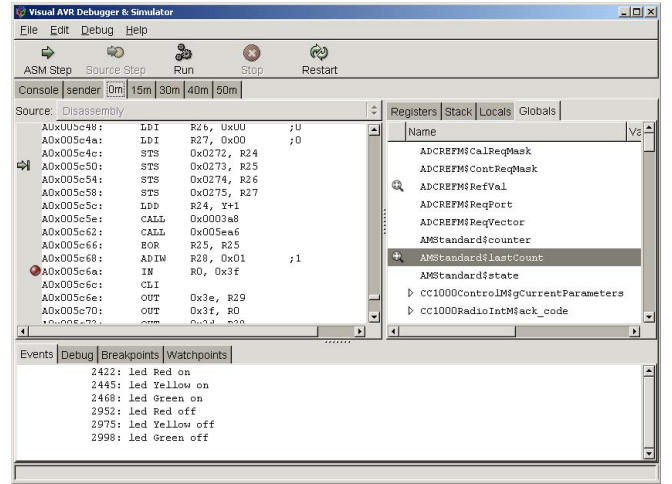 Visual AVR Debugger & Simulator
File Edit Debug Help
ASM Step Source Step Run Stop Restart
Console sender 0m 15m 30m 40m 50m
Source: Disassembly
A0x005c48: LDI R26, 0x00 ;0
A0x005c4a: LDI R27, 0x00 ;0
A0x005c4c: STS 0x0272, R24
A0x005c50: STS 0x0273, R25
A0x005c54: STS 0x0274, R26
A0x005c58: STS 0x0275, R27
A0x005c5c: LDD R24, Y+1
A0x005c5e: CALL 0x0003a8
A0x005c62: CALL 0x005ea6
A0x005c66: EOR R25, R25
A0x005c68: ADIW R28, 0x01 ;1
A0x005c6a: IN R0, 0x3f
A0x005c6c: CLI
A0x005c6e: OUT 0x3e, R29
A0x005c70: OUT 0x3f, R0
Registers Stack Locals Globals
Name
ADCREFM$CalReqMask
ADCREFM$ContReqMask
ADCREFM$RefVal
ADCREFM$ReqPort
ADCREFM$ReqVector
AMStandard$counter
AMStandard$lastCount
AMStandard$state
CC1000ControlM$gCurrentParameters
CC1000RadioIntM$ack_code
Events Debug Breakpoints Watchpoints
2422: led Red on
2445: led Yellow on
2468: led Green on
2952: led Red off
2975: led Yellow off
2998: led Green off